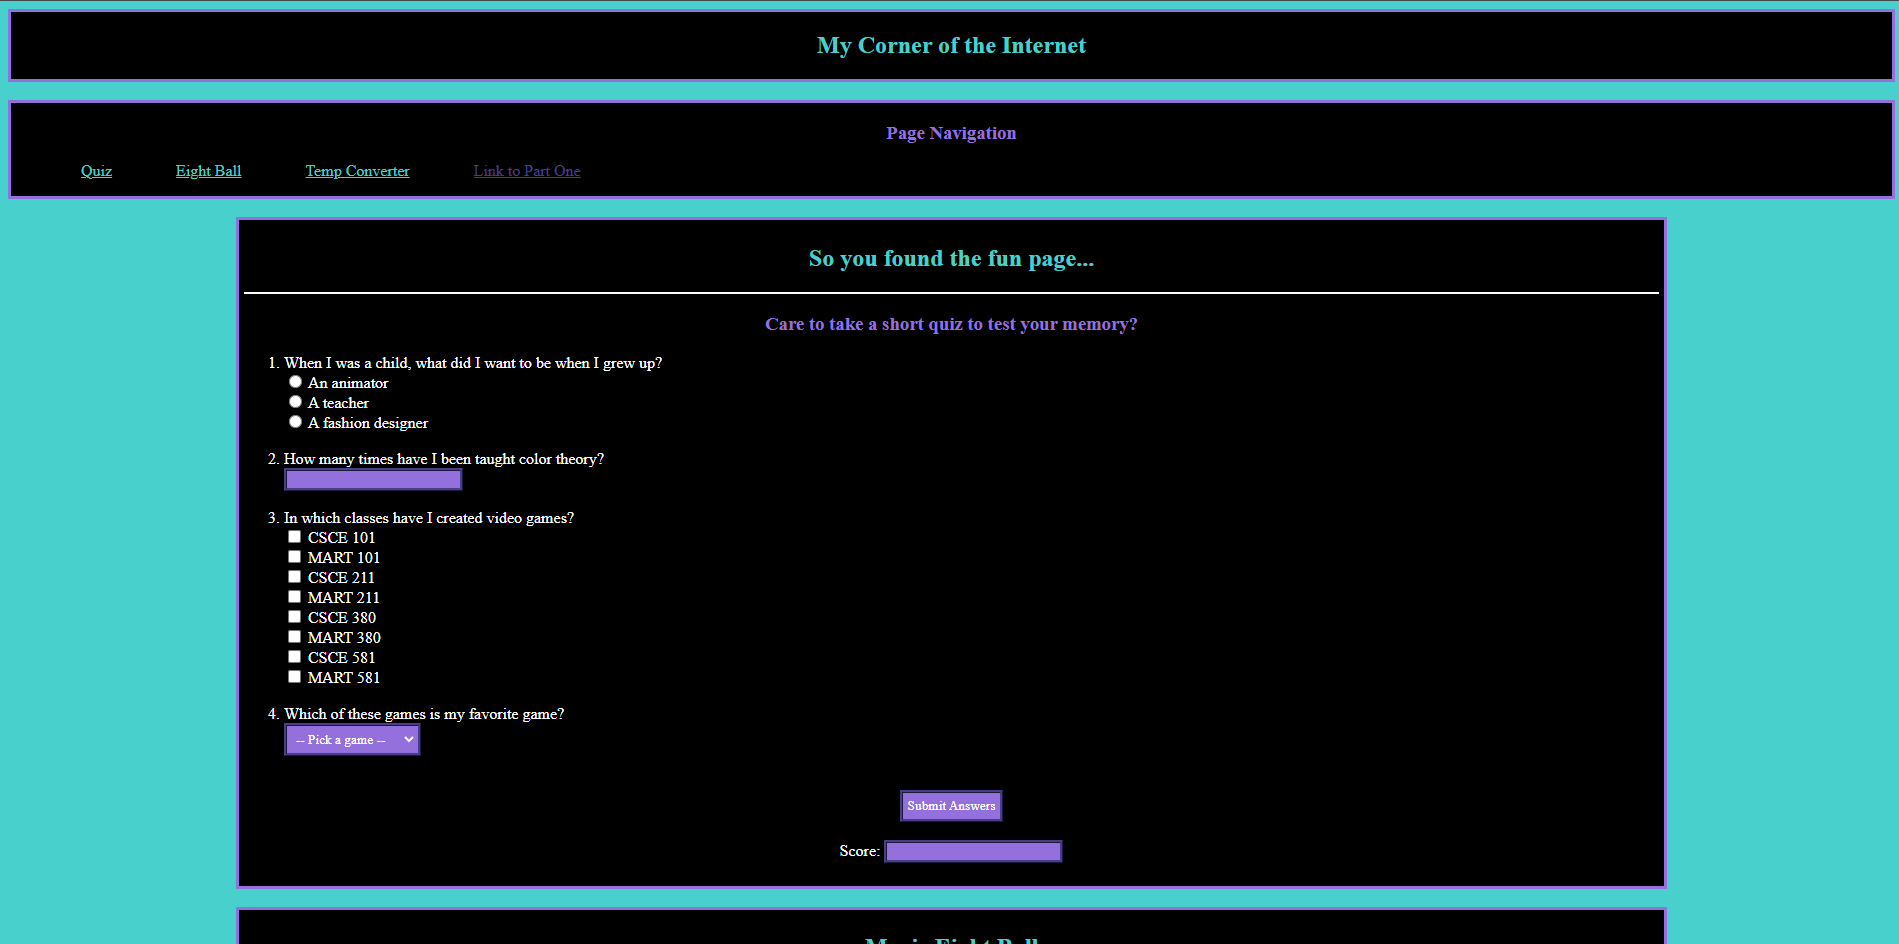 My Corner of the Internet
Page Navigation
Quiz Eight Ball Temp Converter Link to Part One
So you found the fun page...
Care to take a short quiz to test your memory?
1. When I was a child, what did I want to be when I grew up?
An animator
A teacher
A fashion designer
2. How many times have I been taught color theory?
3. In which classes have I created video games?
CSCE 101
MART 101
CSCE 211
MART 211
CSCE 380
MART 380
CSCE 581
MART 581
4. Which of these games is my favorite game?
-- Pick a game --
Submit Answers
Score:
Magic Eight Ball